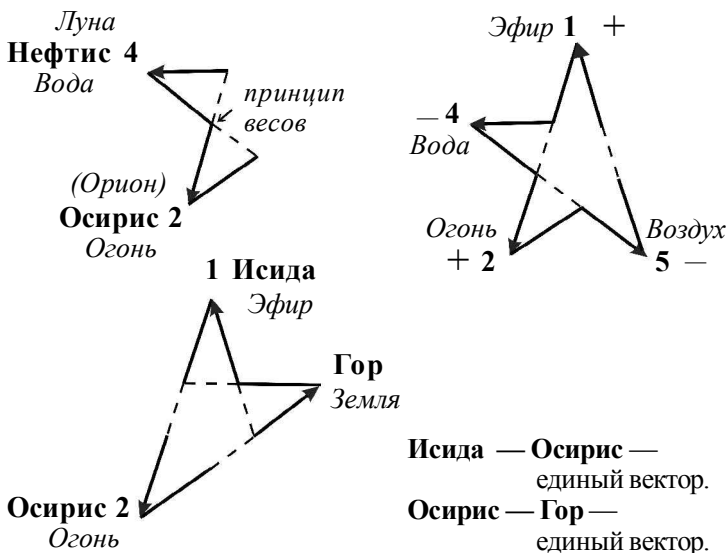 Луна
Нефтис 4
Вода
принцип
весов
(Орион)
Осирис 2
Огонь
Эфир 1 +
— 4
Вода
Огонь
+ 2
Воздух
5 —
1 Исида
Эфир
Гор
Земля
Осирис 2
Огонь
Исида — Осирис —
единый вектор.
Осирис — Гор —
единый вектор.